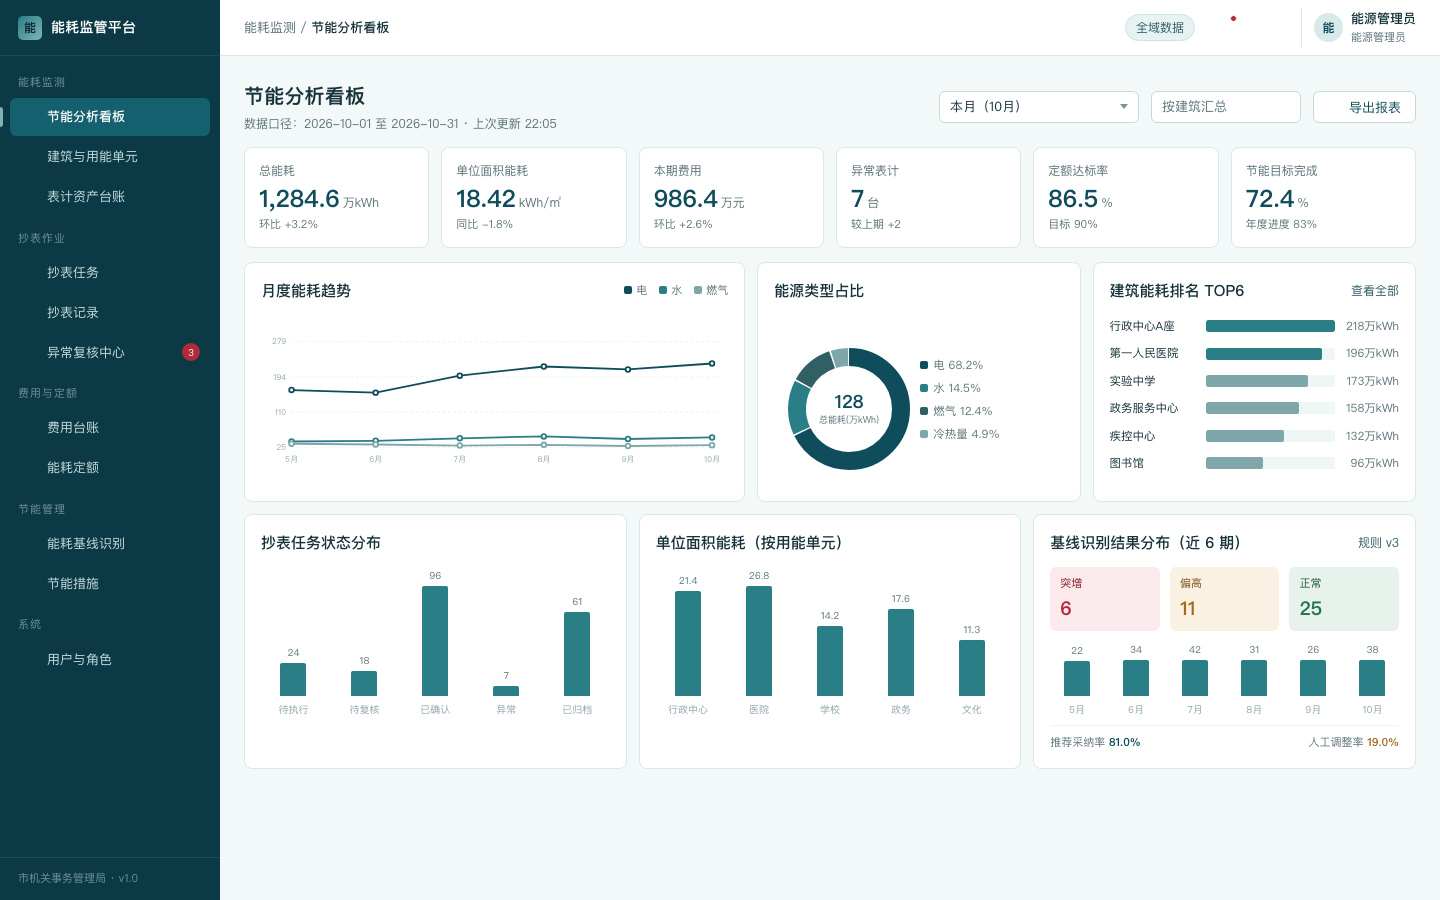 能 能耗监管平台
能耗监测
节能分析看板
建筑与用能单元
表计资产台账
抄表作业
抄表任务
抄表记录
异常复核中心 3
费用与定额
费用台账
能耗定额
节能管理
能耗基线识别
节能措施
系统
用户与角色
市机关事务管理局 · v1.0
能耗监测 / 节能分析看板
全域数据
能 能源管理员
能源管理员
节能分析看板
数据口径：2026-10-01 至 2026-10-31 · 上次更新 22:05
本月（10月）
按建筑汇总
导出报表
总能耗
1,284.6 万kWh
环比 +3.2%
单位面积能耗
18.42 kWh/㎡
同比 -1.8%
本期费用
986.4 万元
环比 +2.6%
异常表计
7 台
较上期 +2
定额达标率
86.5 %
目标 90%
节能目标完成
72.4 %
年度进度 83%
月度能耗趋势
电 水 燃气
279
194
110
25
5月 6月 7月 8月 9月 10月
能源类型占比
128
总能耗(万kWh)
电 68.2%
水 14.5%
燃气 12.4%
冷热量 4.9%
建筑能耗排名 TOP6 查看全部
行政中心A座 218万kWh
第一人民医院 196万kWh
实验中学 173万kWh
政务服务中心 158万kWh
疾控中心 132万kWh
图书馆 96万kWh
抄表任务状态分布
24 18 96 7 61
待执行 待复核 已确认 异常 已归档
单位面积能耗（按用能单元）
21.4 26.8 14.2 17.6 11.3
行政中心 医院 学校 政务 文化
基线识别结果分布（近 6 期） 规则 v3
突增
6
偏高
11
正常
25
22 34 42 31 26 38
5月 6月 7月 8月 9月 10月
推荐采纳率 81.0% 人工调整率 19.0%